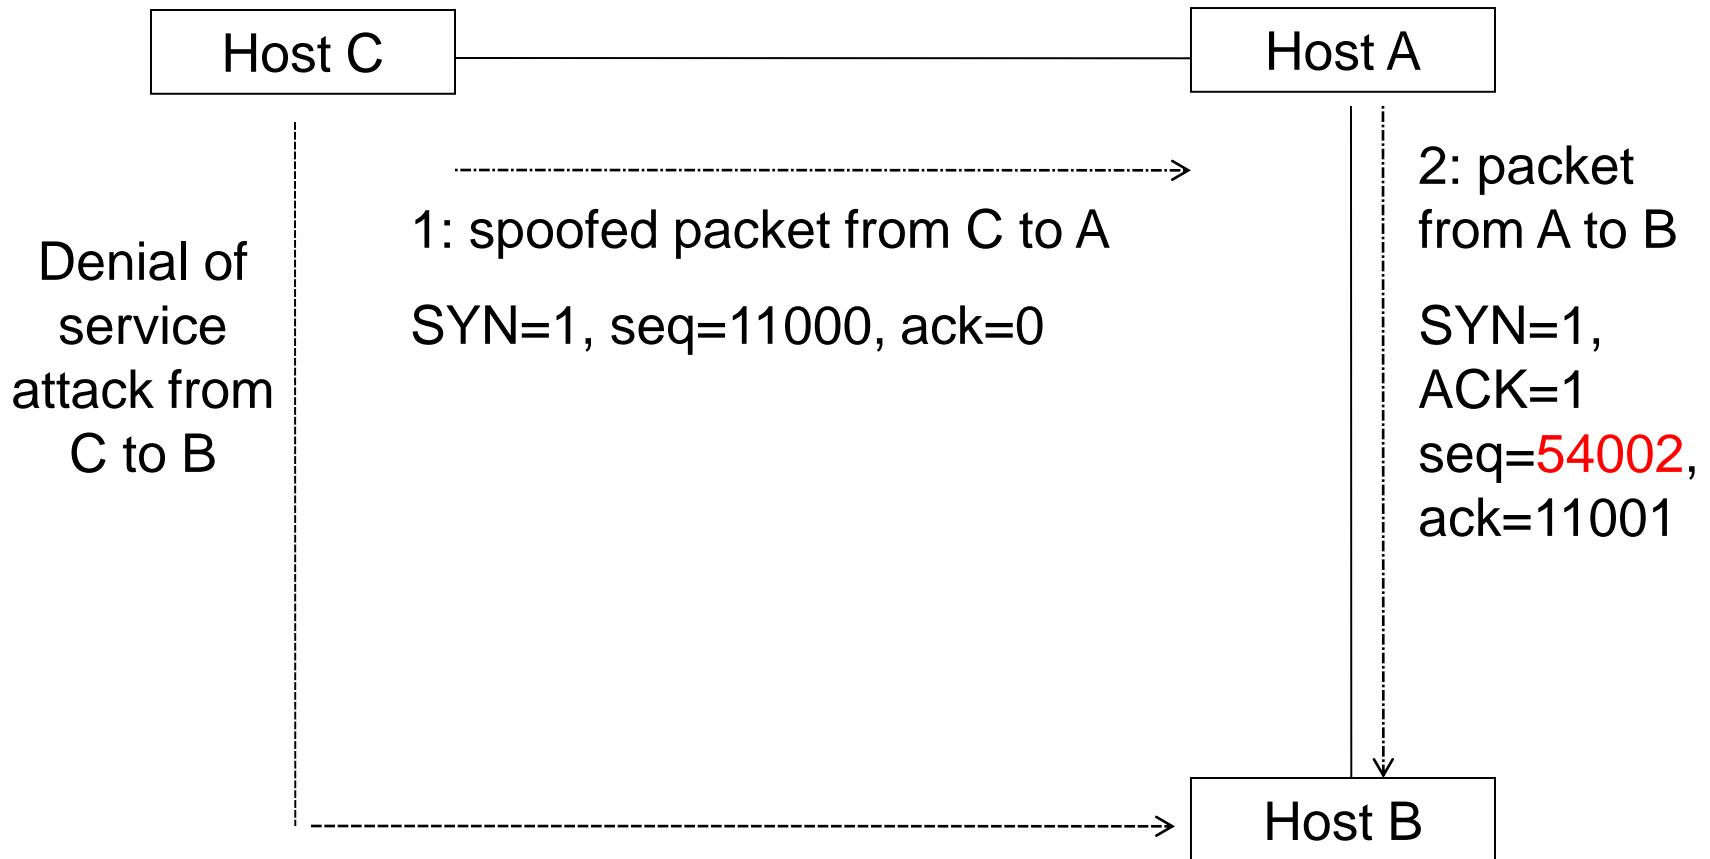 Host C
Host A
1: spoofed packet from C to A
SYN=1, seq=11000, ack=0
2: packet
from A to B
SYN=1,
ACK=1
seq=54002,
ack=11001
Denial of
service
attack from
C to B
Host B